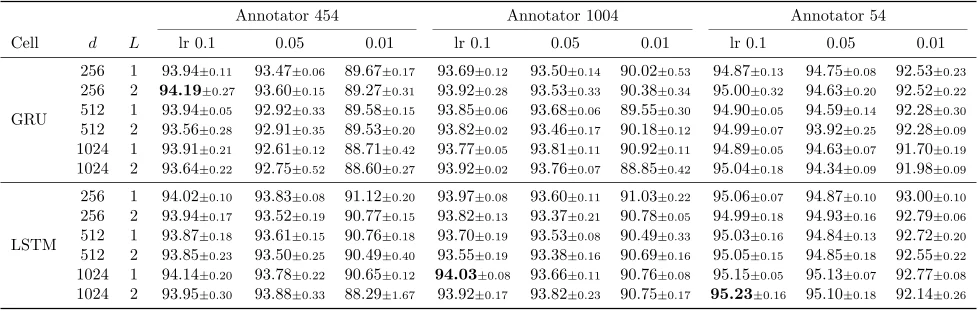 Annotator 454 Annotator 1004 Annotator 54
Cell d L lr 0.1 0.05 0.01 lr 0.1 0.05 0.01 lr 0.1 0.05 0.01
256 1 93.94±0.11 93.47±0.06 89.67±0.17 93.69±0.12 93.50±0.14 90.02±0.53 94.87±0.13 94.75±0.08 92.53±0.23
256 2 94.19±0.27 93.60±0.15 89.27±0.31 93.92±0.28 93.53±0.33 90.38±0.34 95.00±0.32 94.63±0.20 92.52±0.22
GRU 512 1 93.94±0.05 92.92±0.33 89.58±0.15 93.85±0.06 93.68±0.06 89.55±0.30 94.90±0.05 94.59±0.14 92.28±0.30
512 2 93.56±0.28 92.91±0.35 89.53±0.20 93.82±0.02 93.46±0.17 90.18±0.12 94.99±0.07 93.92±0.25 92.28±0.09
1024 1 93.91±0.21 92.61±0.12 88.71±0.42 93.77±0.05 93.81±0.11 90.92±0.11 94.89±0.05 94.63±0.07 91.70±0.19
1024 2 93.64±0.22 92.75±0.52 88.60±0.27 93.92±0.02 93.76±0.07 88.85±0.42 95.04±0.18 94.34±0.09 91.98±0.09
256 1 94.02±0.10 93.83±0.08 91.12±0.20 93.97±0.08 93.60±0.11 91.03±0.22 95.06±0.07 94.87±0.10 93.00±0.10
256 2 93.94±0.17 93.52±0.19 90.77±0.15 93.82±0.13 93.37±0.21 90.78±0.05 94.99±0.18 94.93±0.16 92.79±0.06
LSTM 512 1 93.87±0.18 93.61±0.15 90.76±0.18 93.70±0.19 93.53±0.08 90.49±0.33 95.03±0.16 94.84±0.13 92.72±0.20
512 2 93.85±0.23 93.50±0.25 90.49±0.40 93.55±0.19 93.38±0.16 90.69±0.16 95.05±0.15 94.85±0.18 92.55±0.22
1024 1 94.14±0.20 93.78±0.22 90.65±0.12 94.03±0.08 93.66±0.11 90.76±0.08 95.15±0.05 95.13±0.07 92.77±0.08
1024 2 93.95±0.30 93.88±0.33 88.29±1.67 93.92±0.17 93.82±0.23 90.75±0.17 95.23±0.16 95.10±0.18 92.14±0.26